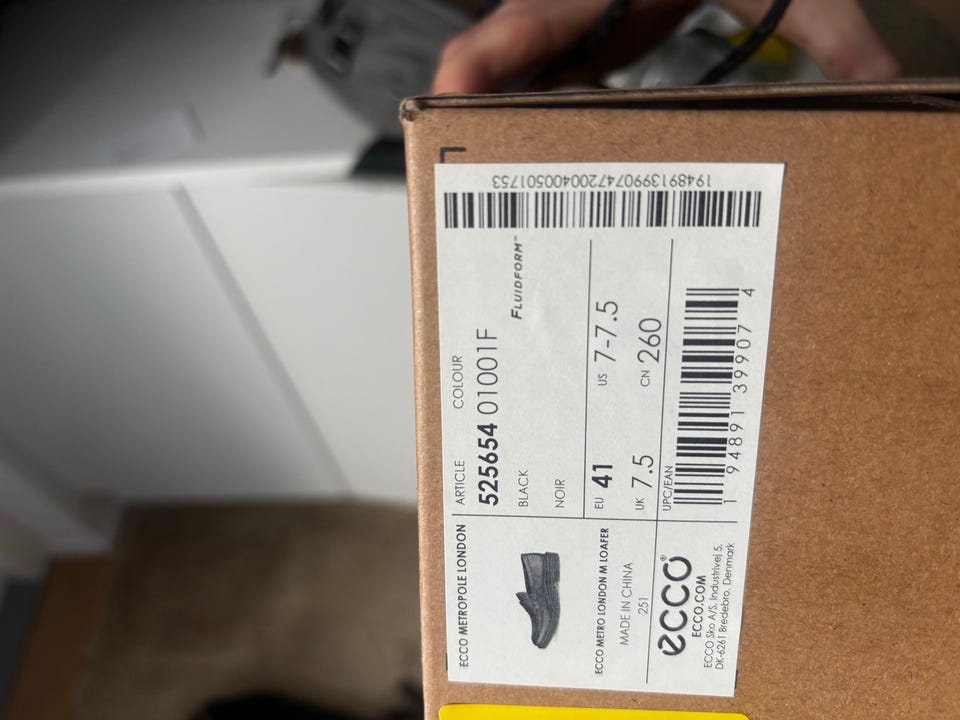 ECCO METROPOLE LONDON
ARTICLE COLOUR
525654 01001F
BLACK
NOIR
FLUIDFORM™
EU 41 US 7-7.5
UK 7.5 CN 260
ECCO METRO LONDON M LOAFER
MADE IN CHINA
251
ecco®
ECCO.COM
ECCO Sko A/S, Industrivej 5,
DK-6261 Bredebro, Denmark
UPC/EAN
1 94891 39907 4
1948913990747200400501753